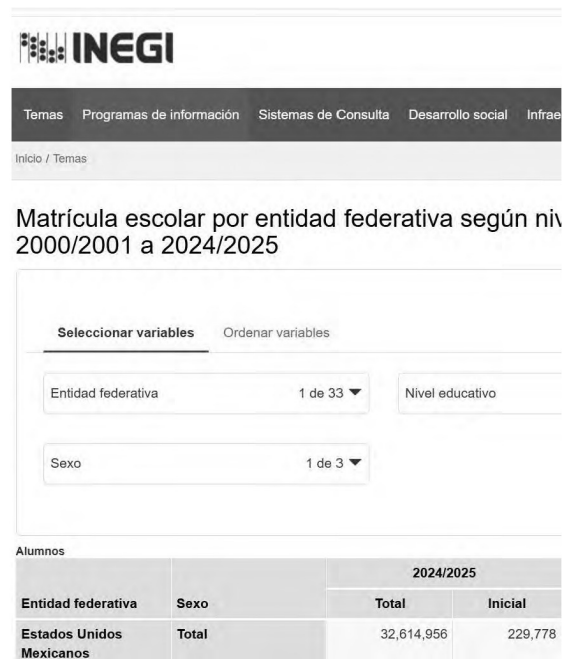 INEGI
Temas Programas de información Sistemas de Consulta Desarrollo social Infrae
Inicio / Temas
Matrícula escolar por entidad federativa según niv
2000/2001 a 2024/2025
Seleccionar variables Ordenar variables
Entidad federativa 1 de 33 Nivel educativo
Sexo 1 de 3
Alumnos
2024/2025
Entidad federativa Sexo Total Inicial
Estados Unidos Total 32,614,956 229,778
Mexicanos